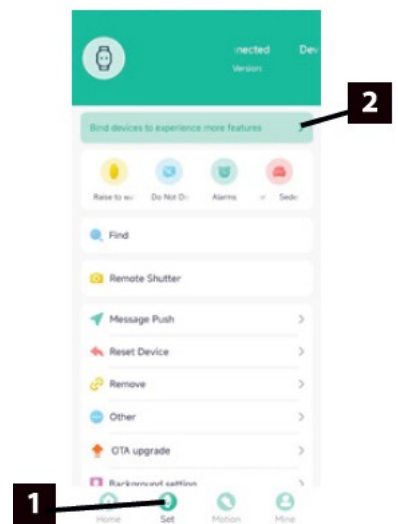 nected Dev
Version
2
Bind devices to experience more features
Raise to Do Not Alarms Sede
Find
Remote Shutter
Message Push
Reset Device
Remove
Other
OTA upgrade
Background setting
1
Home Set Motion Mine